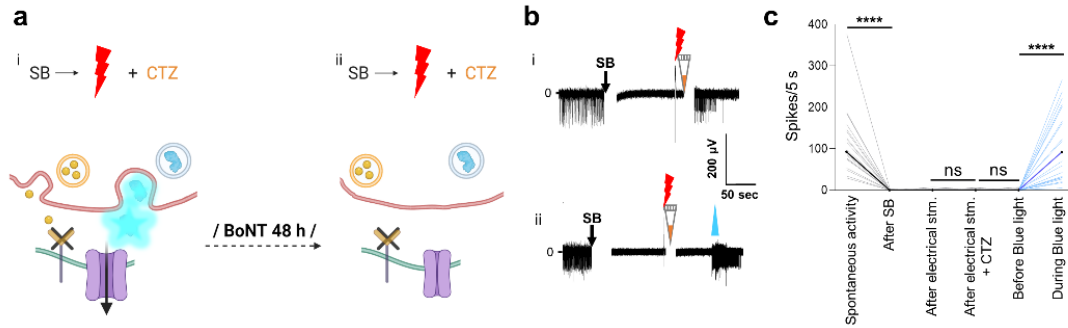 a
i
SB
+ CTZ
ii
SB
+ CTZ
/ BoNT 48 h /
b
i
SB
0
200 µV
50 sec
ii
SB
0
c
400
300
200
100
0
Spikes/5 s
****
ns
ns
****
Spontaneous activity
After SB
After electrical stm.
After electrical stm.
+ CTZ
Before Blue light
During Blue light